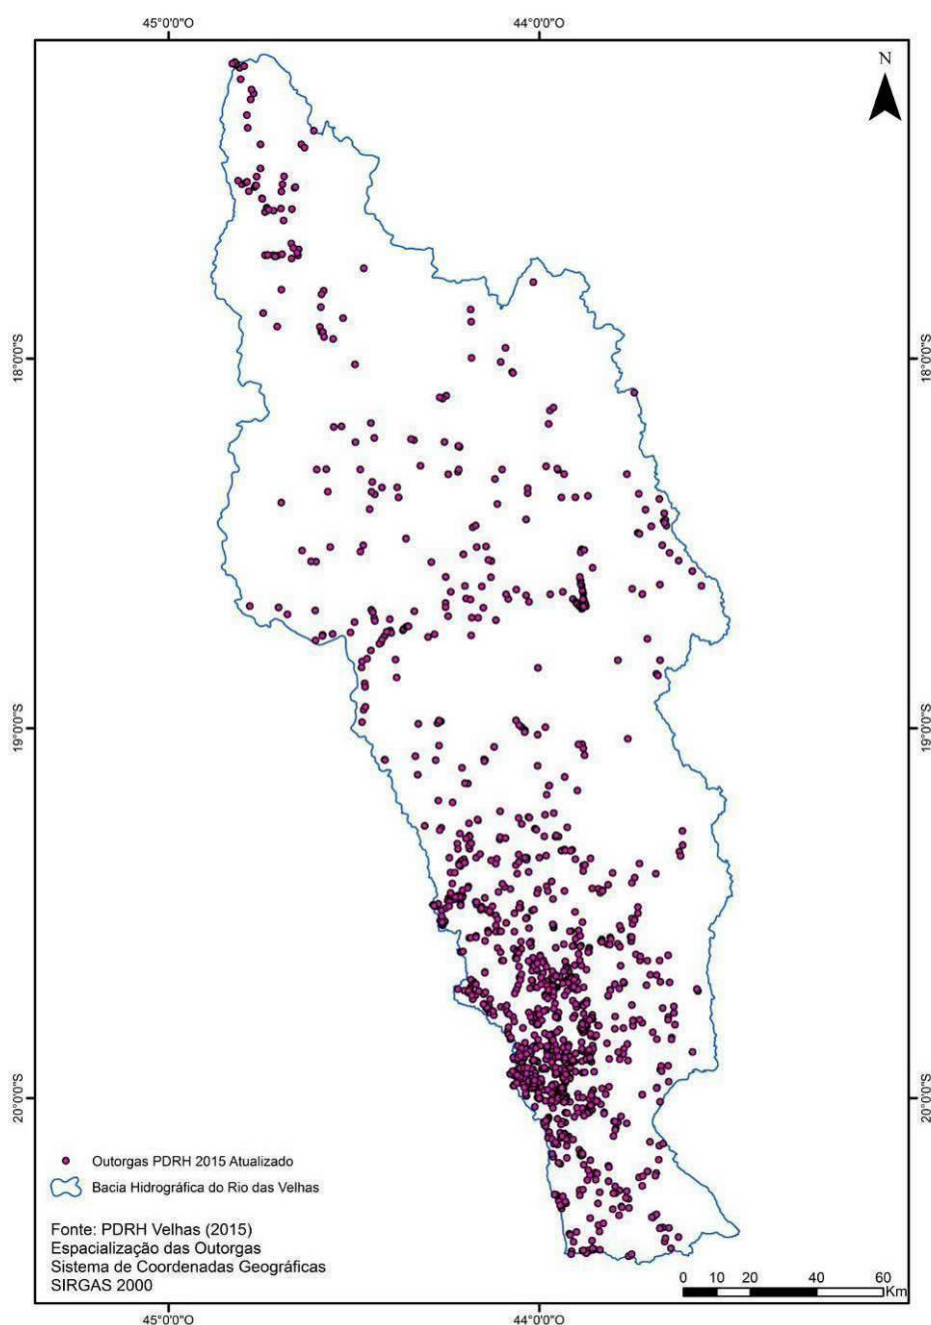 45°0'0"O 44°0'0"O
N
18°0'0"S 18°0'0"S
19°0'0"S 19°0'0"S
20°0'0"S 20°0'0"S
Outorgas PDRH 2015 Atualizado
Bacia Hidrográfica do Rio das Velhas
Fonte: PDRH Velhas (2015)
Espacialização das Outorgas
Sistema de Coordenadas Geográficas
SIRGAS 2000
0 10 20 40 60
Km
45°0'0"O 44°0'0"O